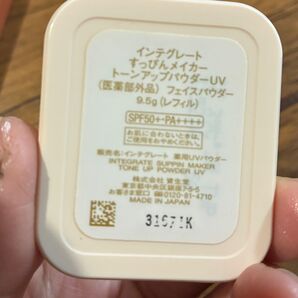 インテグレート
すっぴんメイカー
トーンアップパウダーUV
(医薬部外品) フェイスパウダー
9.5g (レフィル)
SPF50+・PA++++
お肌に合わないときは、
ご使用をおやめください。
販売名:インテグレート 薬用UVパウダー
INTEGRATE SUPPIN MAKER
TONE UP POWDER UV
株式会社 資生堂
東京都中央区銀座7-5-5
お客さま窓口 0120-81-4710
MADE IN JAPAN
31671K